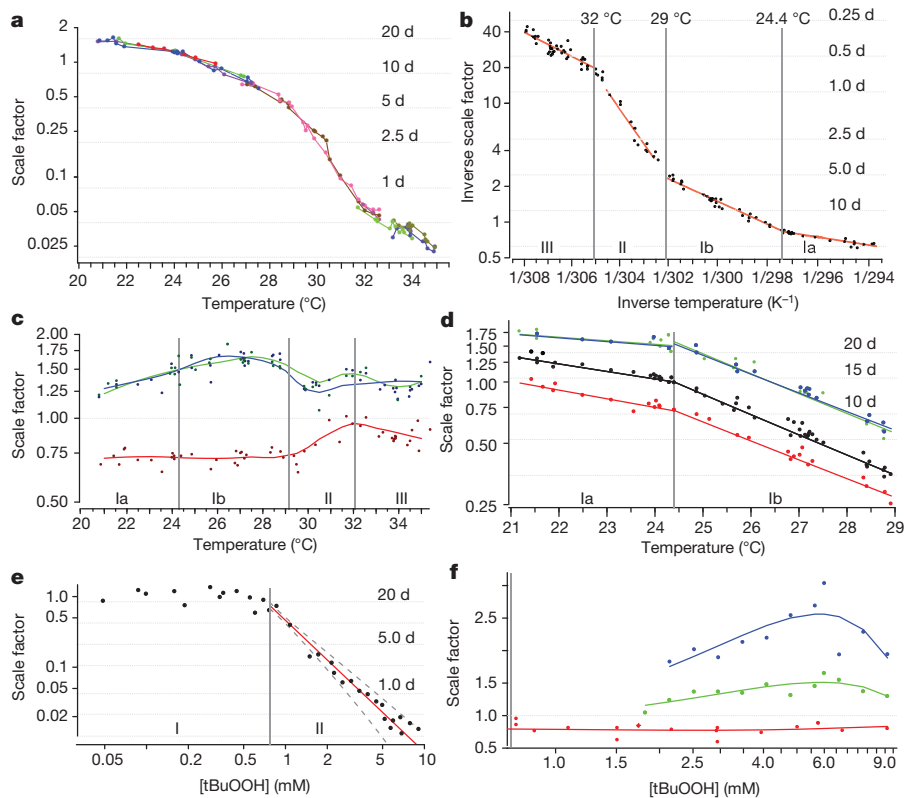 a
Scale factor
2
1
0.5
0.25
0.1
0.05
0.025
20 d
10 d
5 d
2.5 d
1 d
20 22 24 26 28 30 32 34
Temperature (°C)
b
32 °C 29 °C 24.4 °C
Inverse scale factor
40
20
10
4
2
1
0.5
0.25 d
0.5 d
1.0 d
2.5 d
5.0 d
10 d
III II Ib Ia
1/308 1/304 1/302 1/300 1/298 1/296 1/294
Inverse temperature (K⁻¹)
c
Scale factor
2.00
1.75
1.50
1.25
1.00
0.75
0.50
Ia Ib II III
20 22 24 26 28 30 32 34
Temperature (°C)
d
Scale factor
1.75
1.50
1.25
1.00
0.75
0.50
0.25
20 d
15 d
10 d
Ia Ib
21 22 23 24 25 26 27 28 29
Temperature (°C)
e
Scale factor
1.0
0.5
0.1
0.05
0.02
20 d
5.0 d
1.0 d
I II
0.05 0.2 0.5 1 2 5 10
[tBuOOH] (mM)
f
Scale factor
2.5
1.5
1.0
0.5
1.0 1.5 2.5 4.0 6.0 9.0
[tBuOOH] (mM)